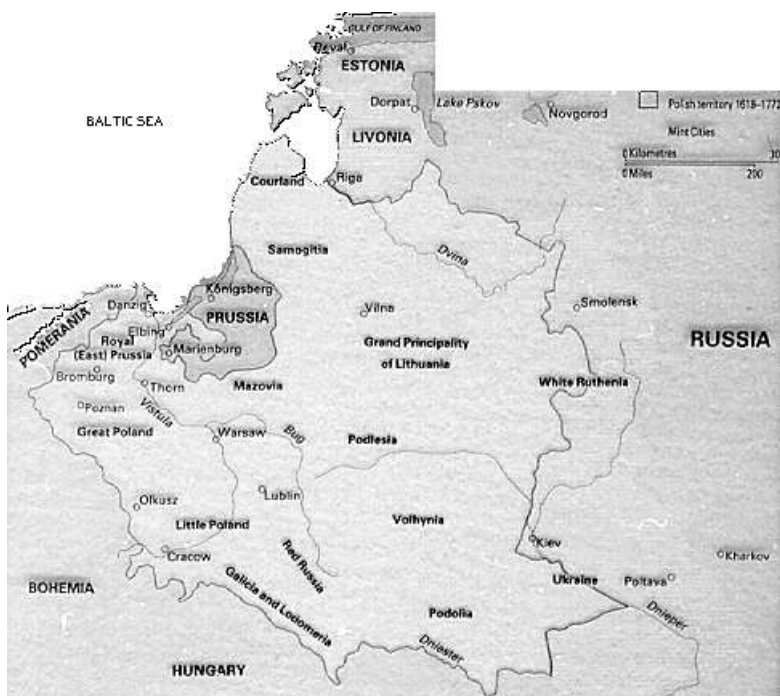 GULF OF FINLAND
Reval
ESTONIA
BALTIC SEA
Dorpat
Lake Pskov
Novgorod
Polish territory 1618-1772
Mint Cities
0 Kilometres 30
0 Miles 200
LIVONIA
Courland
Riga
Samogitia
Dvina
Königsberg
Danzig
Vilna
Smolensk
PRUSSIA
Elbing
POMERANIA
Royal
(East) Prussia
Marienburg
Grand Principality
of Lithuania
RUSSIA
Bromburg
Thorn
Mazovia
White Ruthenia
Poznan
Vistula
Great Poland
Warsaw
Bug
Podlesia
Olkusz
Lublin
Little Poland
Volhynia
Cracow
Red Russia
Kiev
Kharkov
BOHEMIA
Galicia and Lodomeria
Ukraine
Poltava
Podolia
Dnieper
Dniester
HUNGARY